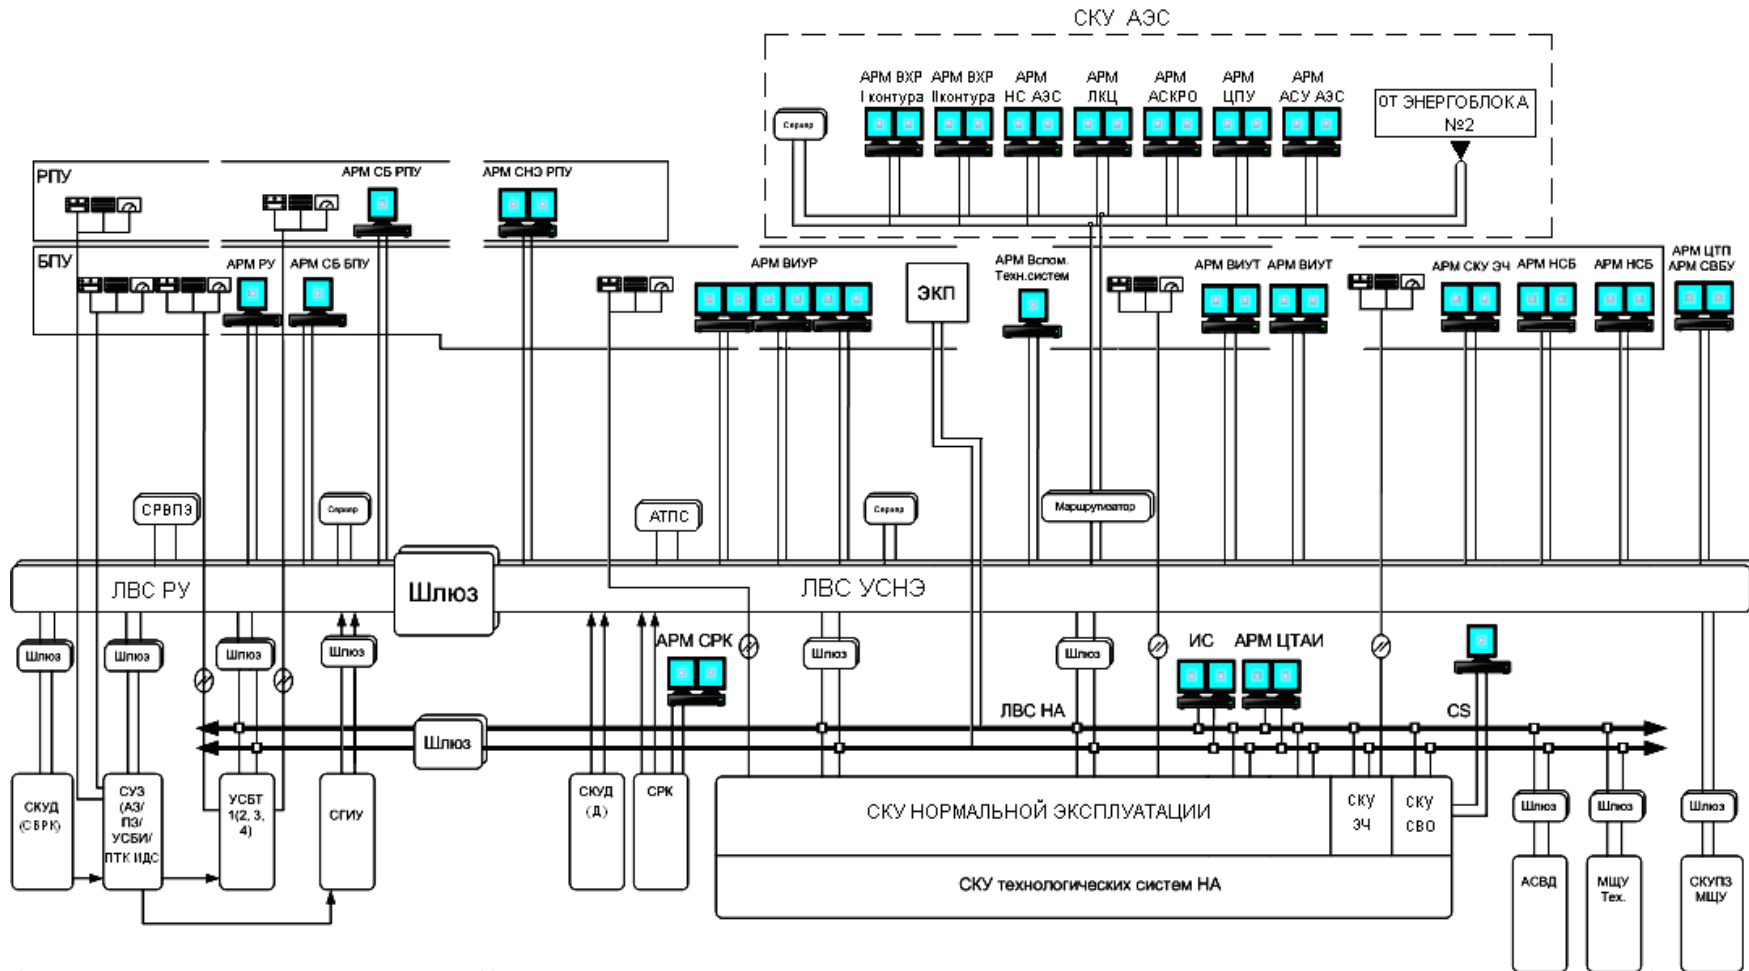 СКУ АЭС
АРМ ВХР
I контура
АРМ ВХР
IIконтура
АРМ
НС АЭС
АРМ
ЛКЦ
АРМ
АСКРО
АРМ
ЦПУ
АРМ
АСУ АЭС
Сервер
ОТ ЭНЕРГОБЛОКА
№2
РПУ
АРМ СБ РПУ
АРМ СНЭ РПУ
БПУ
АРМ РУ
АРМ СБ БПУ
АРМ ВИУР
ЭКП
АРМ Вспом.
Техн.систем
АРМ ВИУТ
АРМ ВИУТ
АРМ СКУ ЭЧ
АРМ НСБ
АРМ НСБ
АРМ ЦТП
АРМ СВБУ
СРВПЭ
Сервер
АТПС
Сервер
Маршрутизатор
ЛВС РУ
Шлюз
ЛВС УСНЭ
Шлюз
Шлюз
Шлюз
Шлюз
АРМ СРК
Шлюз
Шлюз
ИС
АРМ ЦТАИ
ЛВС НА
CS
Шлюз
СКУД
(СВРК)
СУЗ
(АЗ/
ПЗ/
УСБИ/
ПТК ИДС
УСБТ
1(2, 3,
4)
СГИУ
СКУД
(Д)
СРК
СКУ НОРМАЛЬНОЙ ЭКСПЛУАТАЦИИ
СКУ
ЭЧ
СКУ
СВО
СКУ технологических систем НА
Шлюз
Шлюз
Шлюз
АСВД
МЩУ
Тех.
СКУПЗ
МЩУ